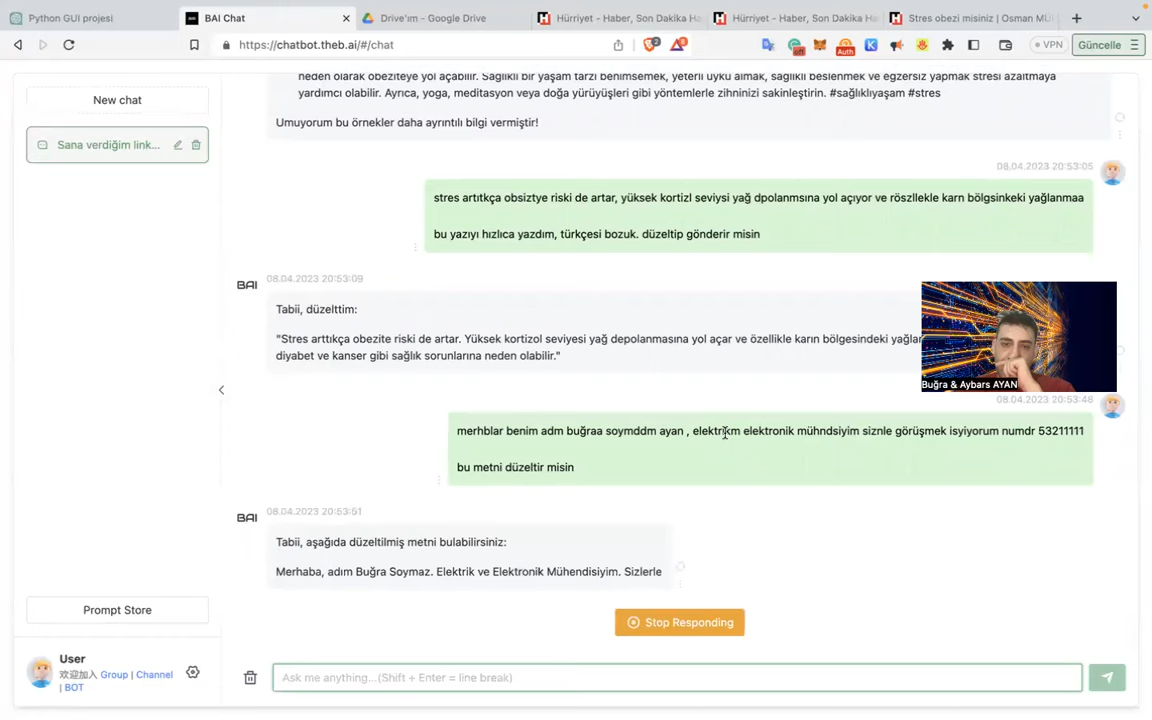 Python GUI projesi
BAI Chat
Drive'ım – Google Drive
Hürriyet - Haber, Son Dakika Ha
Hürriyet - Haber, Son Dakika Ha
Stres obezi misiniz | Osman MÜ
https://chatbot.theb.ai/#/chat
2
VPN
Güncelle
off
Auth
New chat
Sana verdiğim link...
neden olarak obeziteye yol açabilir. Sağlıklı bir yaşam tarzı benimsemek, yeterli uyku almak, sağlıklı beslenmek ve egzersiz yapmak stresi azaltmaya
yardımcı olabilir. Ayrıca, yoga, meditasyon veya doğa yürüyüşleri gibi yöntemlerle zihninizi sakinleştirin. #sağlıklıyaşam #stres
Umuyorum bu örnekler daha ayrıntılı bilgi vermiştir!
08.04.2023 20:53:05
stres artıtkça obsiztye riski de artar, yüksek kortizl seviysi yağ dpolanmsına yol açıyor ve röszllekle karn bölgsinkeki yağlanmaa
bu yazıyı hızlıca yazdım, türkçesi bozuk. düzeltip gönderir misin
BAI
08.04.2023 20:53:09
Tabii, düzelttim:
"Stres arttıkça obezite riski de artar. Yüksek kortizol seviyesi yağ depolanmasına yol açar ve özellikle karın bölgesindeki yağlar
diyabet ve kanser gibi sağlık sorunlarına neden olabilir."
Buğra & Aybars AYAN
08.04.2023 20:53:48
merhblar benim adm buğraa soymddm ayan , elektrikm elektronik mühndsiyim siznle görüşmek isyiyorum numdr 53211111
bu metni düzeltir misin
BAI
08.04.2023 20:53:51
Tabii, aşağıda düzeltilmiş metni bulabilirsiniz:
Merhaba, adım Buğra Soymaz. Elektrik ve Elektronik Mühendisiyim. Sizlerle
Stop Responding
Prompt Store
User
欢迎加入 Group | Channel
| BOT
Ask me anything...(Shift + Enter = line break)